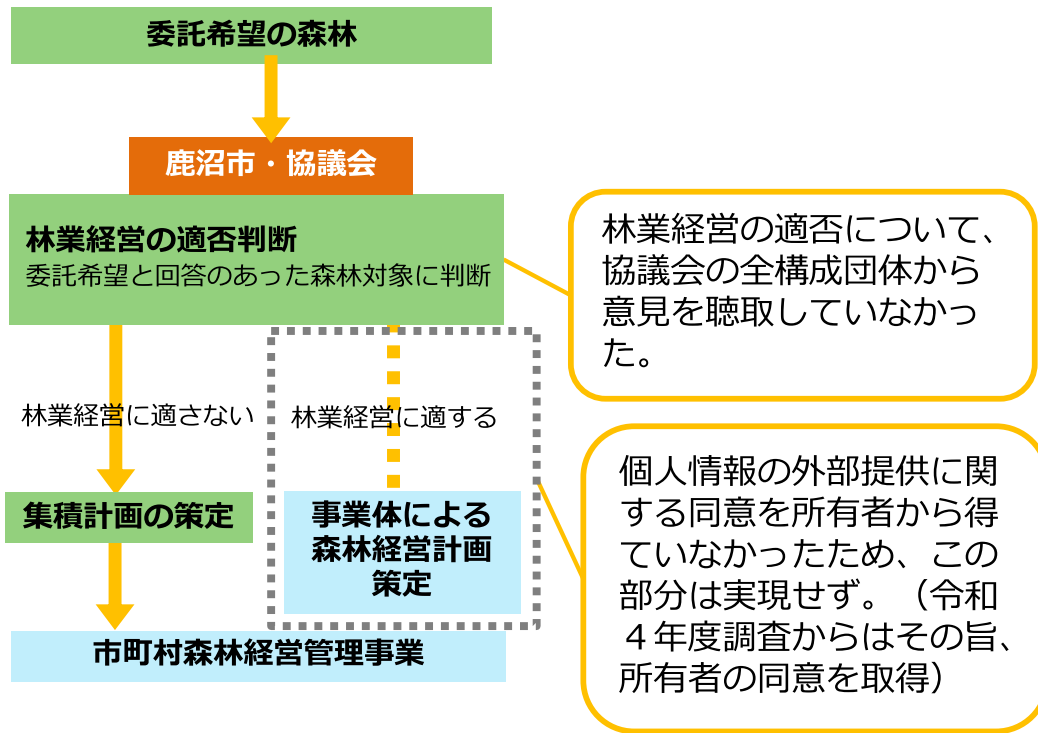 委託希望の森林
鹿沼市・協議会
林業経営の適否判断
委託希望と回答のあった森林対象に判断
林業経営の適否について、
協議会の全構成団体から
意見を聴取していなかっ
た。
林業経営に適さない
林業経営に適する
集積計画の策定
事業体による
森林経営計画
策定
個人情報の外部提供に関
する同意を所有者から得
ていなかったため、この
部分は実現せず。（令和
４年度調査からはその旨、
所有者の同意を取得）
市町村森林経営管理事業